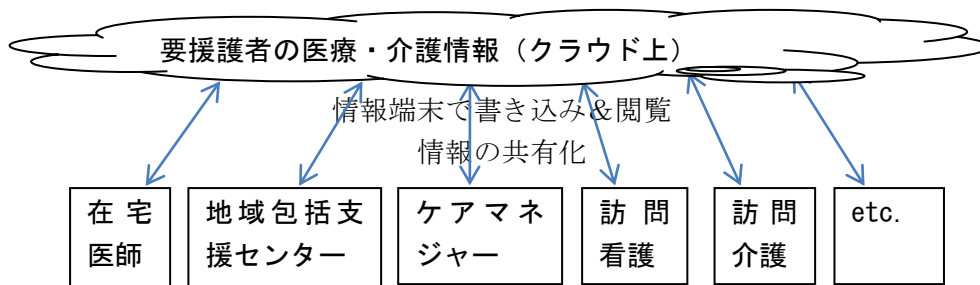 要援護者の医療・介護情報（クラウド上）
情報端末で書き込み&閲覧
情報の共有化
在宅
医師
地域包括支
援センター
ケアマネ
ジャー
訪問
看護
訪問
介護
etc.